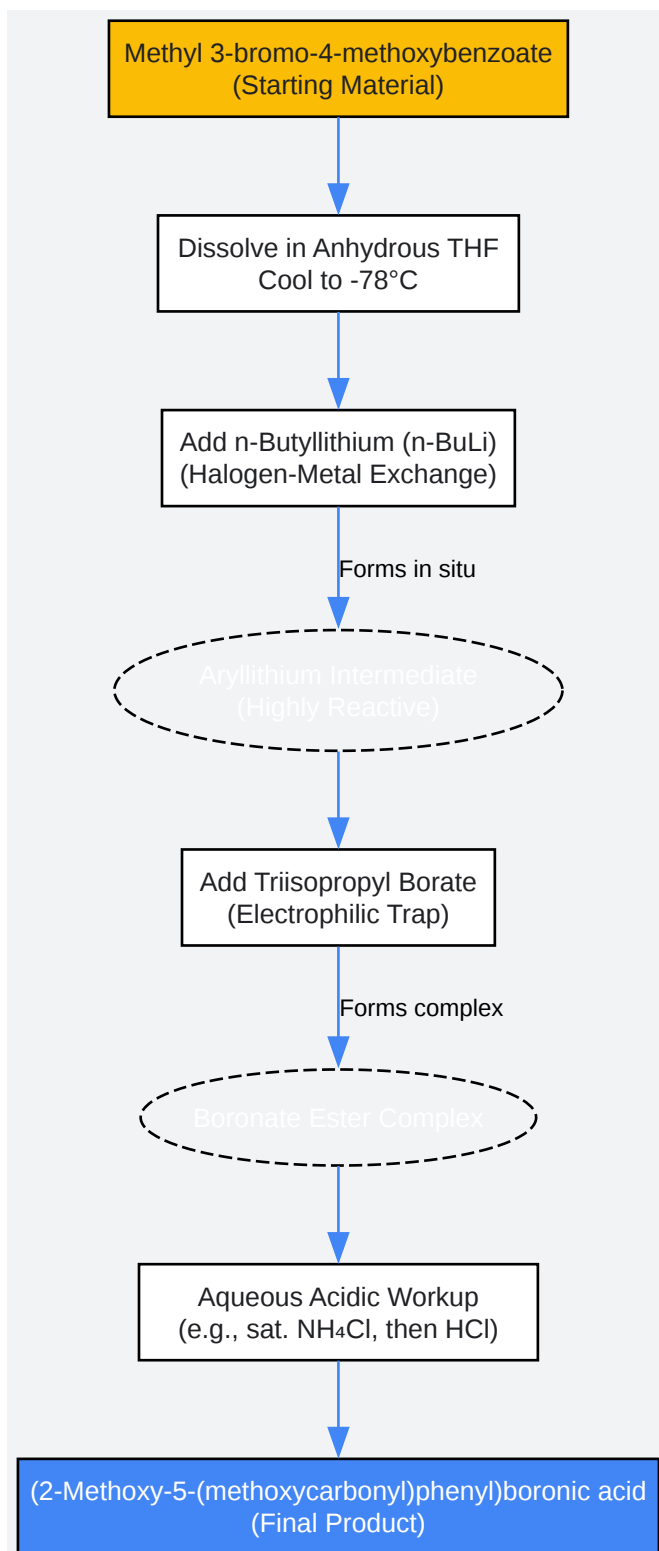 Methyl 3-bromo-4-methoxybenzoate
(Starting Material)
Dissolve in Anhydrous THF
Cool to -78°C
Add n-Butyllithium (n-BuLi)
(Halogen-Metal Exchange)
Forms in situ
Aryllithium Intermediate
(Highly Reactive)
Add Triisopropyl Borate
(Electrophilic Trap)
Forms complex
Boronate Ester Complex
Aqueous Acidic Workup
(e.g., sat. NH₄Cl, then HCl)
(2-Methoxy-5-(methoxycarbonyl)phenyl)boronic acid
(Final Product)